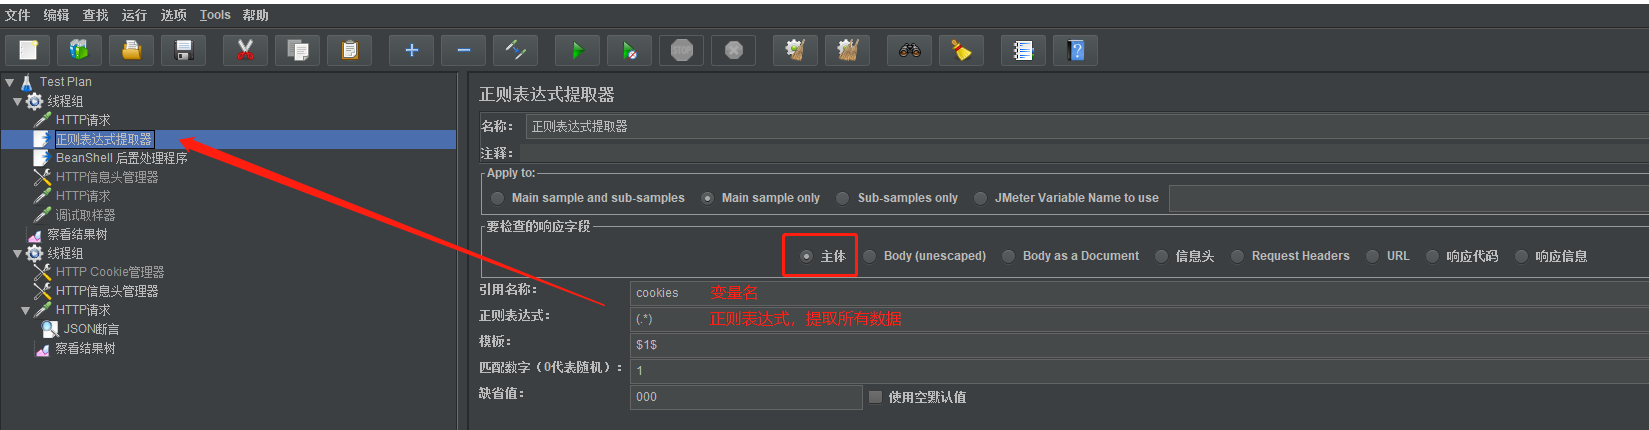 文件 编辑 查找 运行 选项 Tools 帮助
STOP
Test Plan
线程组
HTTP请求
正则表达式提取器
BeanShell 后置处理程序
HTTP信息头管理器
HTTP请求
调试取样器
察看结果树
线程组
HTTP Cookie管理器
HTTP信息头管理器
HTTP请求
JSON断言
察看结果树
正则表达式提取器
名称： 正则表达式提取器
注释：
Apply to:
Main sample and sub-samples Main sample only Sub-samples only JMeter Variable Name to use
要检查的响应字段
主体 Body (unescaped) Body as a Document 信息头 Request Headers URL 响应代码 响应信息
引用名称： cookies 变量名
正则表达式： (.*) 正则表达式，提取所有数据
模板： $1$
匹配数字（0代表随机）： 1
缺省值： 000 使用空默认值